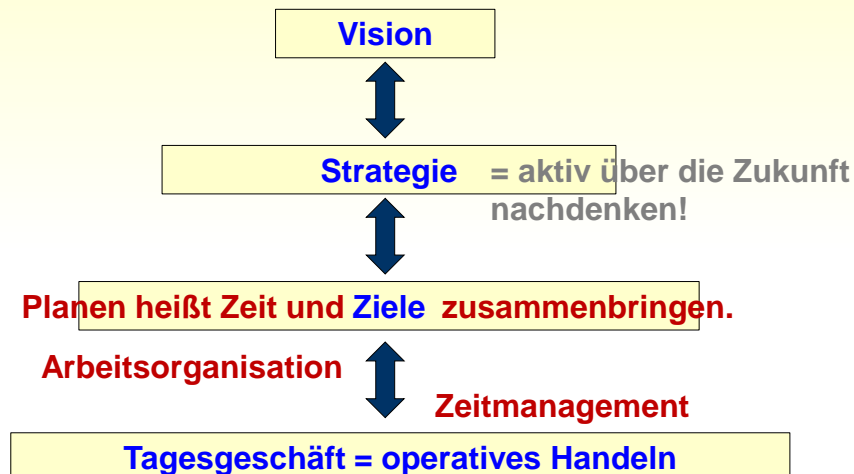 Vision
Strategie = aktiv über die Zukunft
nachdenken!
Planen heißt Zeit und Ziele zusammenbringen.
Arbeitsorganisation
Zeitmanagement
Tagesgeschäft = operatives Handeln